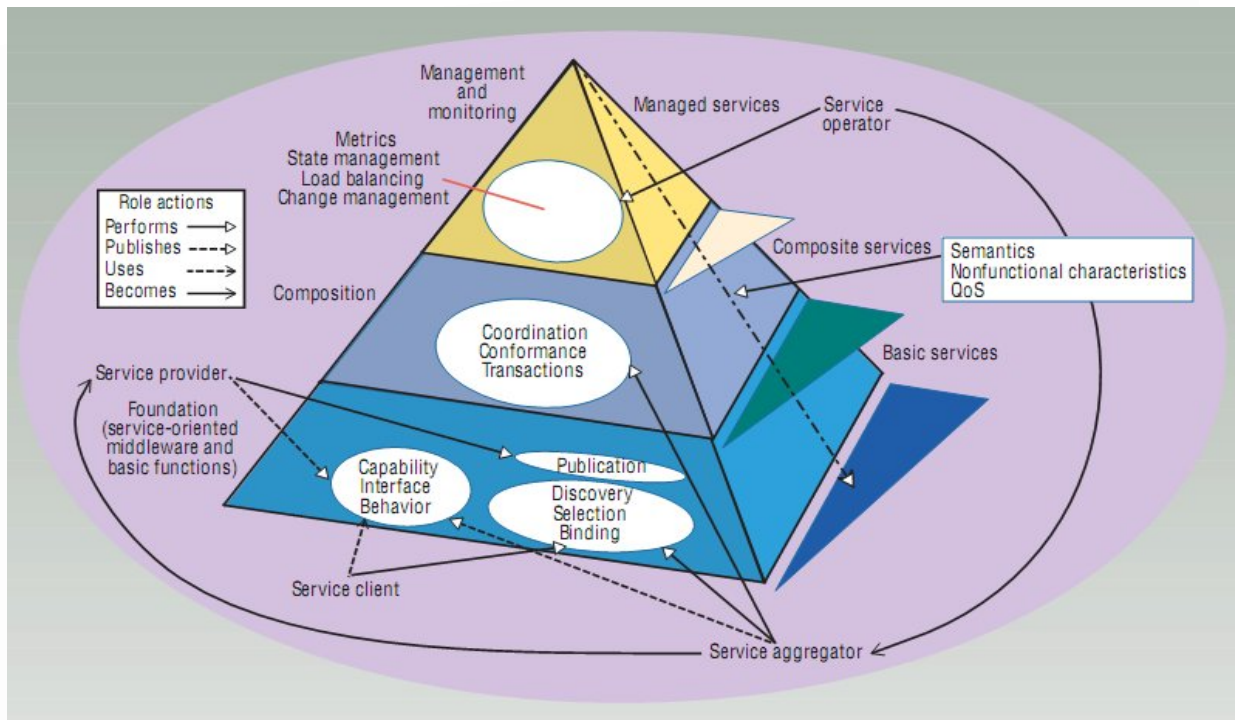 Management
and
monitoring
Metrics
State management
Load balancing
Change management
Managed services
Service
operator
Role actions
Performs
Publishes
Uses
Becomes
Composition
Composite services
Semantics
Nonfunctional characteristics
QoS
Coordination
Conformance
Transactions
Basic services
Service provider
Foundation
(service-oriented
middleware and
basic functions)
Capability
Interface
Behavior
Publication
Discovery
Selection
Binding
Service client
Service aggregator